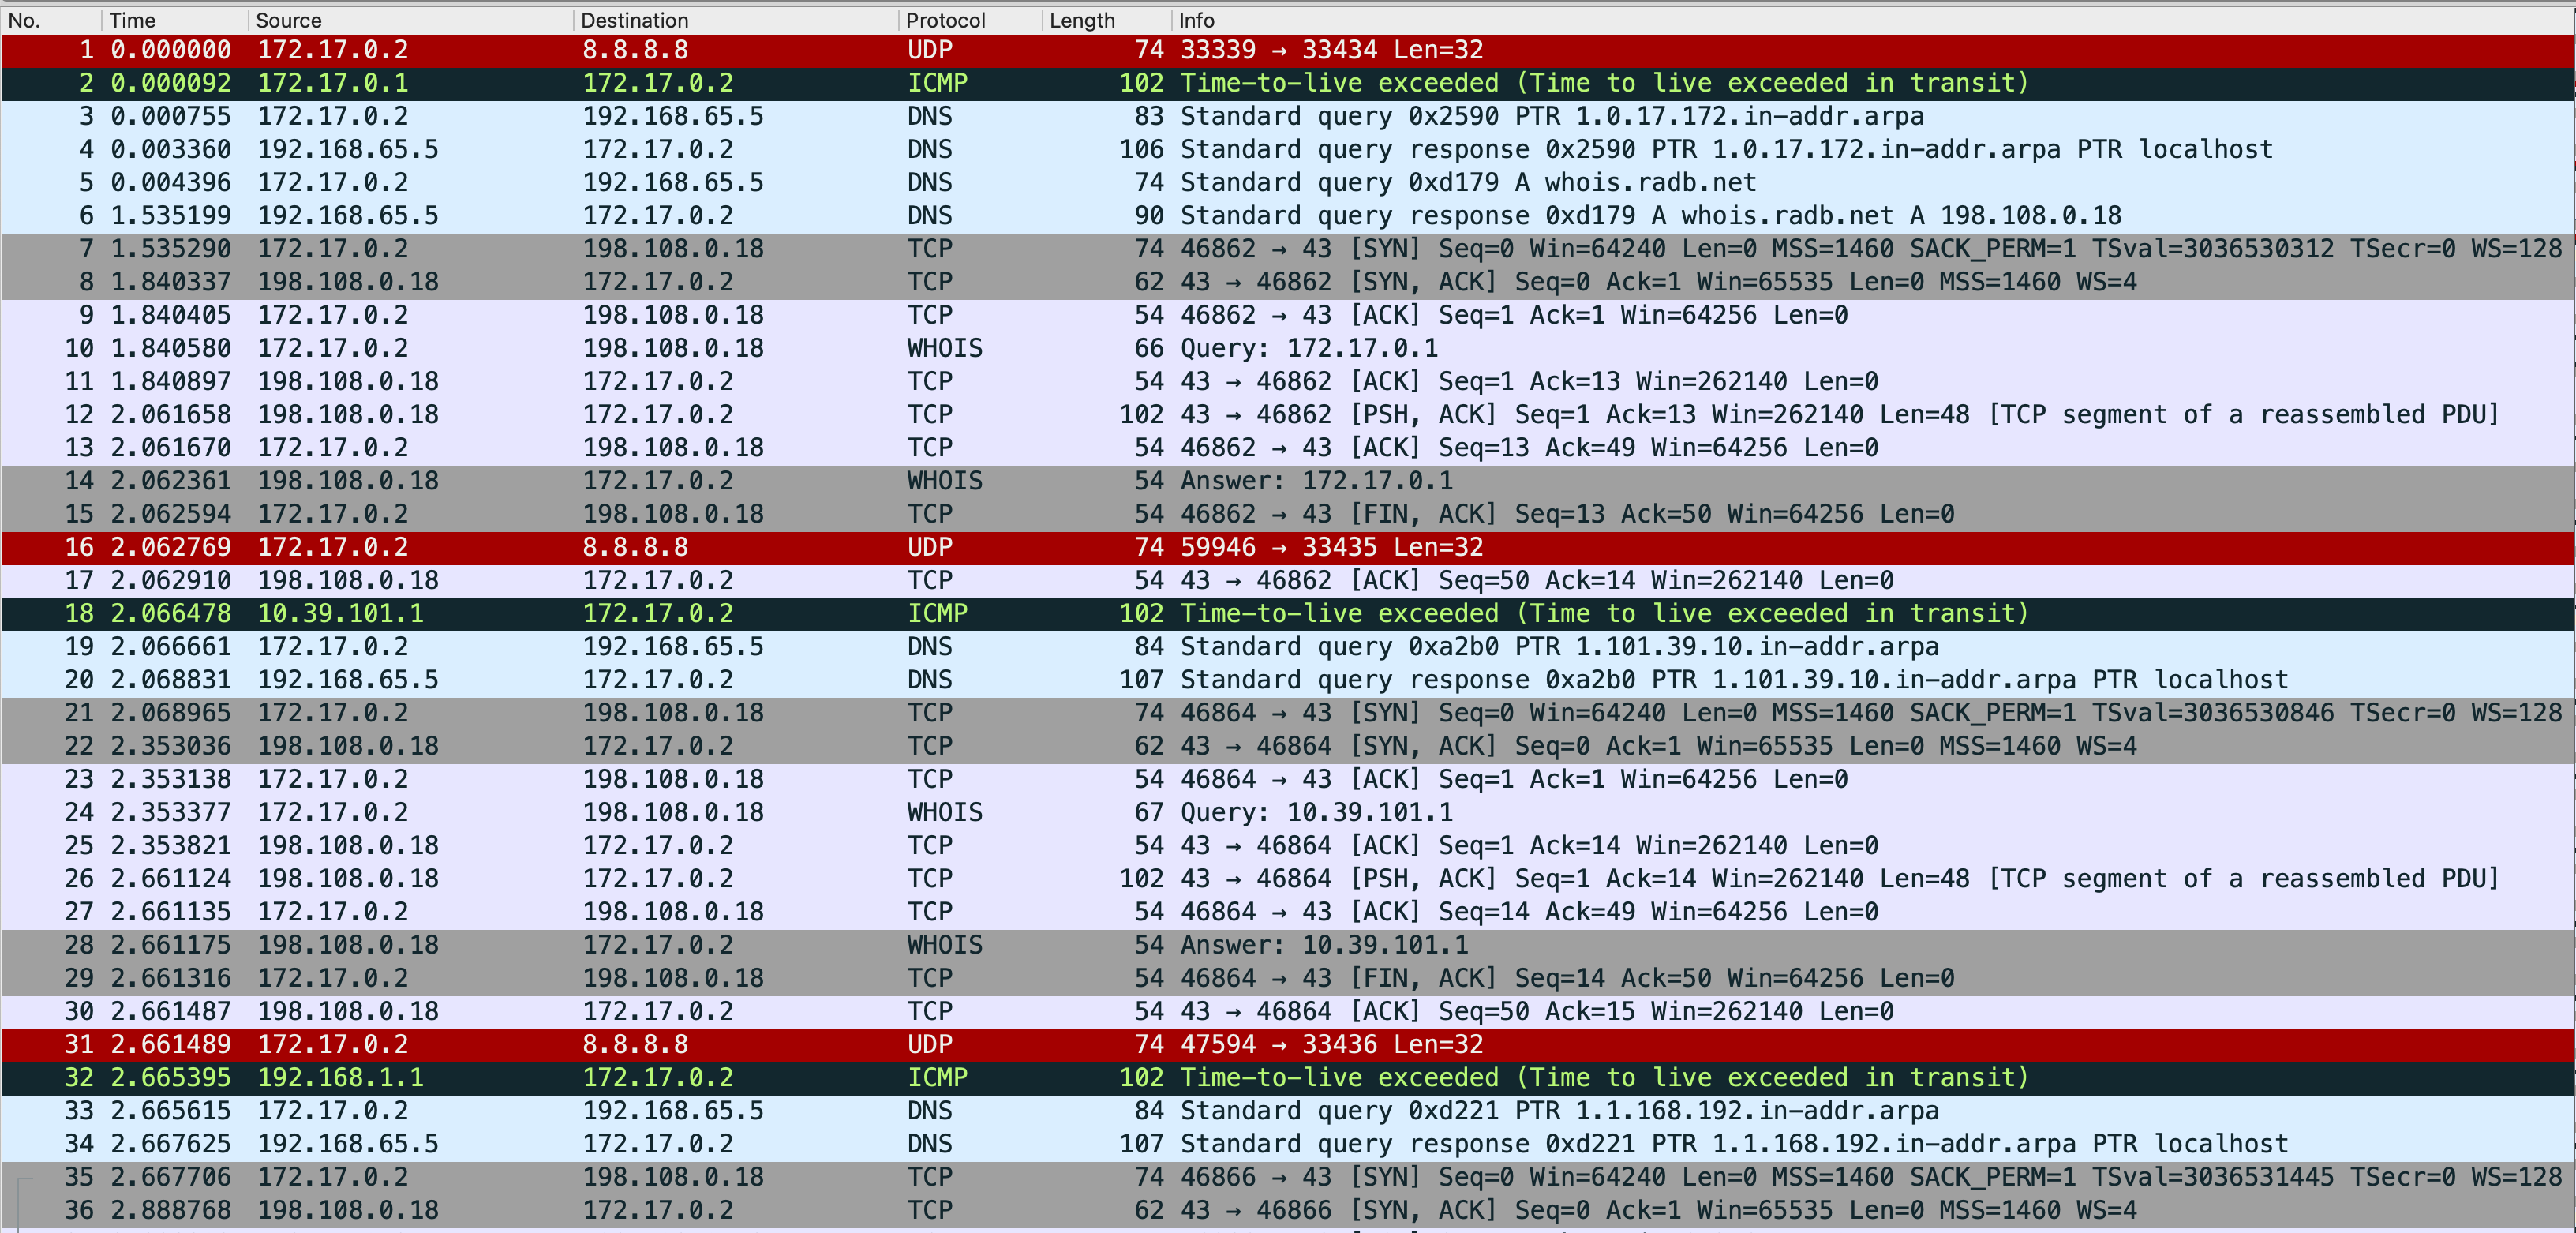 No. Time Source Destination Protocol Length Info
1 0.000000 172.17.0.2 8.8.8.8 UDP 74 33339 → 33434 Len=32
2 0.000092 172.17.0.1 172.17.0.2 ICMP 102 Time-to-live exceeded (Time to live exceeded in transit)
3 0.000755 172.17.0.2 192.168.65.5 DNS 83 Standard query 0x2590 PTR 1.0.17.172.in-addr.arpa
4 0.003360 192.168.65.5 172.17.0.2 DNS 106 Standard query response 0x2590 PTR 1.0.17.172.in-addr.arpa PTR localhost
5 0.004396 172.17.0.2 192.168.65.5 DNS 74 Standard query 0xd179 A whois.radb.net
6 1.535199 192.168.65.5 172.17.0.2 DNS 90 Standard query response 0xd179 A whois.radb.net A 198.108.0.18
7 1.535290 172.17.0.2 198.108.0.18 TCP 74 46862 → 43 [SYN] Seq=0 Win=64240 Len=0 MSS=1460 SACK_PERM=1 TSval=3036530312 TSecr=0 WS=128
8 1.840337 198.108.0.18 172.17.0.2 TCP 62 43 → 46862 [SYN, ACK] Seq=0 Ack=1 Win=65535 Len=0 MSS=1460 WS=4
9 1.840405 172.17.0.2 198.108.0.18 TCP 54 46862 → 43 [ACK] Seq=1 Ack=1 Win=64256 Len=0
10 1.840580 172.17.0.2 198.108.0.18 WHOIS 66 Query: 172.17.0.1
11 1.840897 198.108.0.18 172.17.0.2 TCP 54 43 → 46862 [ACK] Seq=1 Ack=13 Win=262140 Len=0
12 2.061658 198.108.0.18 172.17.0.2 TCP 102 43 → 46862 [PSH, ACK] Seq=1 Ack=13 Win=262140 Len=48 [TCP segment of a reassembled PDU]
13 2.061670 172.17.0.2 198.108.0.18 TCP 54 46862 → 43 [ACK] Seq=13 Ack=49 Win=64256 Len=0
14 2.062361 198.108.0.18 172.17.0.2 WHOIS 54 Answer: 172.17.0.1
15 2.062594 172.17.0.2 198.108.0.18 TCP 54 46862 → 43 [FIN, ACK] Seq=13 Ack=50 Win=64256 Len=0
16 2.062769 172.17.0.2 8.8.8.8 UDP 74 59946 → 33435 Len=32
17 2.062910 198.108.0.18 172.17.0.2 TCP 54 43 → 46862 [ACK] Seq=50 Ack=14 Win=262140 Len=0
18 2.066478 10.39.101.1 172.17.0.2 ICMP 102 Time-to-live exceeded (Time to live exceeded in transit)
19 2.066661 172.17.0.2 192.168.65.5 DNS 84 Standard query 0xa2b0 PTR 1.101.39.10.in-addr.arpa
20 2.068831 192.168.65.5 172.17.0.2 DNS 107 Standard query response 0xa2b0 PTR 1.101.39.10.in-addr.arpa PTR localhost
21 2.068965 172.17.0.2 198.108.0.18 TCP 74 46864 → 43 [SYN] Seq=0 Win=64240 Len=0 MSS=1460 SACK_PERM=1 TSval=3036530846 TSecr=0 WS=128
22 2.353036 198.108.0.18 172.17.0.2 TCP 62 43 → 46864 [SYN, ACK] Seq=0 Ack=1 Win=65535 Len=0 MSS=1460 WS=4
23 2.353138 172.17.0.2 198.108.0.18 TCP 54 46864 → 43 [ACK] Seq=1 Ack=1 Win=64256 Len=0
24 2.353377 172.17.0.2 198.108.0.18 WHOIS 67 Query: 10.39.101.1
25 2.353821 198.108.0.18 172.17.0.2 TCP 54 43 → 46864 [ACK] Seq=1 Ack=14 Win=262140 Len=0
26 2.661124 198.108.0.18 172.17.0.2 TCP 102 43 → 46864 [PSH, ACK] Seq=1 Ack=14 Win=262140 Len=48 [TCP segment of a reassembled PDU]
27 2.661135 172.17.0.2 198.108.0.18 TCP 54 46864 → 43 [ACK] Seq=14 Ack=49 Win=64256 Len=0
28 2.661175 198.108.0.18 172.17.0.2 WHOIS 54 Answer: 10.39.101.1
29 2.661316 172.17.0.2 198.108.0.18 TCP 54 46864 → 43 [FIN, ACK] Seq=14 Ack=50 Win=64256 Len=0
30 2.661487 198.108.0.18 172.17.0.2 TCP 54 43 → 46864 [ACK] Seq=50 Ack=15 Win=262140 Len=0
31 2.661489 172.17.0.2 8.8.8.8 UDP 74 47594 → 33436 Len=32
32 2.665395 192.168.1.1 172.17.0.2 ICMP 102 Time-to-live exceeded (Time to live exceeded in transit)
33 2.665615 172.17.0.2 192.168.65.5 DNS 84 Standard query 0xd221 PTR 1.1.168.192.in-addr.arpa
34 2.667625 192.168.65.5 172.17.0.2 DNS 107 Standard query response 0xd221 PTR 1.1.168.192.in-addr.arpa PTR localhost
35 2.667706 172.17.0.2 198.108.0.18 TCP 74 46866 → 43 [SYN] Seq=0 Win=64240 Len=0 MSS=1460 SACK_PERM=1 TSval=3036531445 TSecr=0 WS=128
36 2.888768 198.108.0.18 172.17.0.2 TCP 62 43 → 46866 [SYN, ACK] Seq=0 Ack=1 Win=65535 Len=0 MSS=1460 WS=4